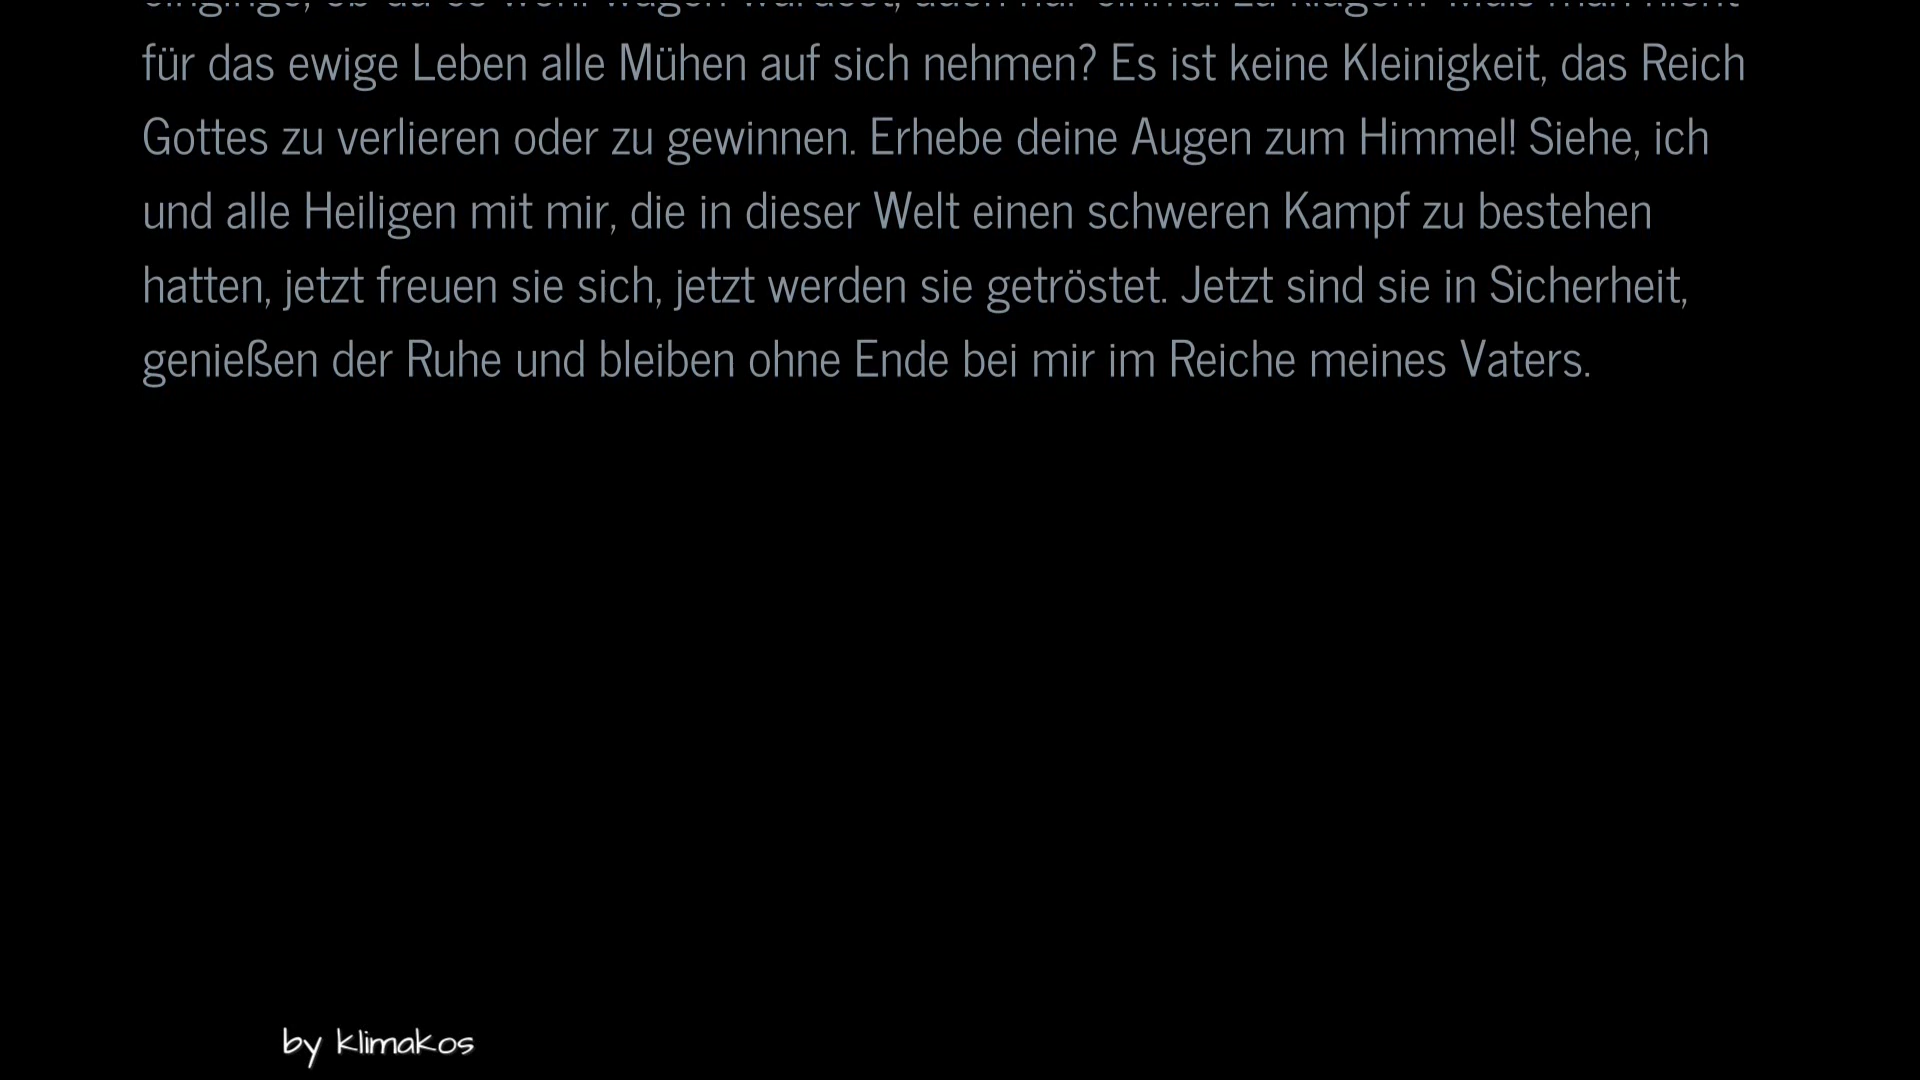 für das ewige Leben alle Mühen auf sich nehmen? Es ist keine Kleinigkeit, das Reich
Gottes zu verlieren oder zu gewinnen. Erhebe deine Augen zum Himmel! Siehe, ich
und alle Heiligen mit mir, die in dieser Welt einen schweren Kampf zu bestehen
hatten, jetzt freuen sie sich, jetzt werden sie getröstet. Jetzt sind sie in Sicherheit,
genießen der Ruhe und bleiben ohne Ende bei mir im Reiche meines Vaters.
by klimakos